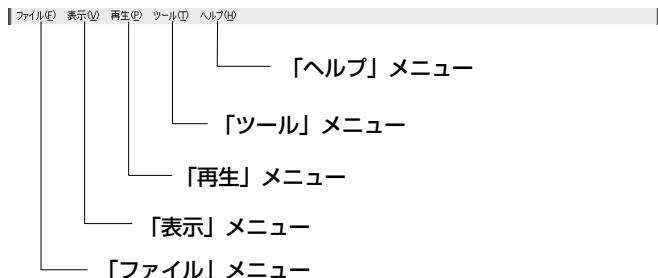 ファイル(F) 表示(V) 再生(P) ツール(T) ヘルプ(H)
「ヘルプ」メニュー
「ツール」メニュー
「再生」メニュー
「表示」メニュー
「ファイル」メニュー